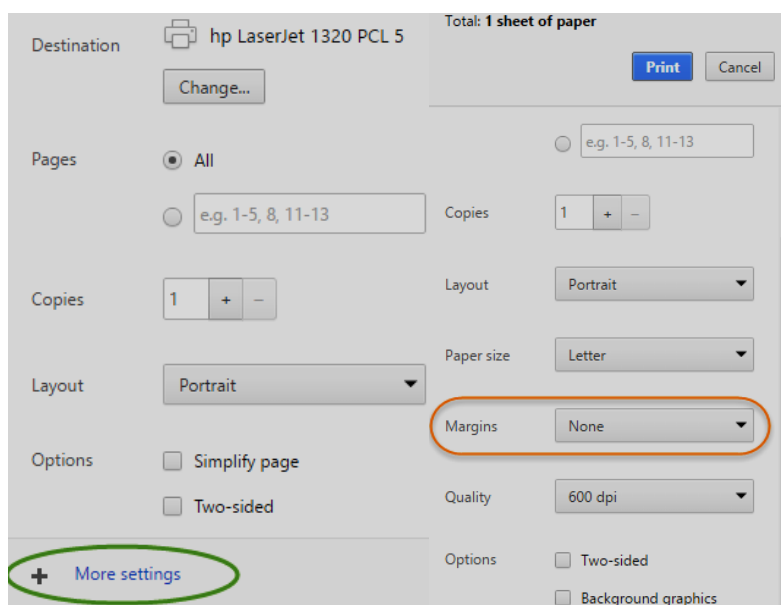 Destination
hp LaserJet 1320 PCL 5
Change...
Pages
All
e.g. 1-5, 8, 11-13
Copies
1
+
−
Layout
Portrait
Options
Simplify page
Two-sided
+ More settings
Total: 1 sheet of paper
Print
Cancel
e.g. 1-5, 8, 11-13
Copies
1
+
−
Layout
Portrait
Paper size
Letter
Margins
None
Quality
600 dpi
Options
Two-sided
Background graphics